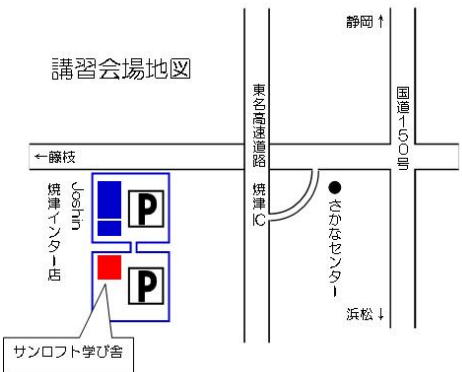 静岡↑
講習会場地図
東名高速道路
国道150号
←藤枝
Joshin
焼津インター店
P
焼津IC
さかなセンター
P
浜松↓
サンロフト学び舎